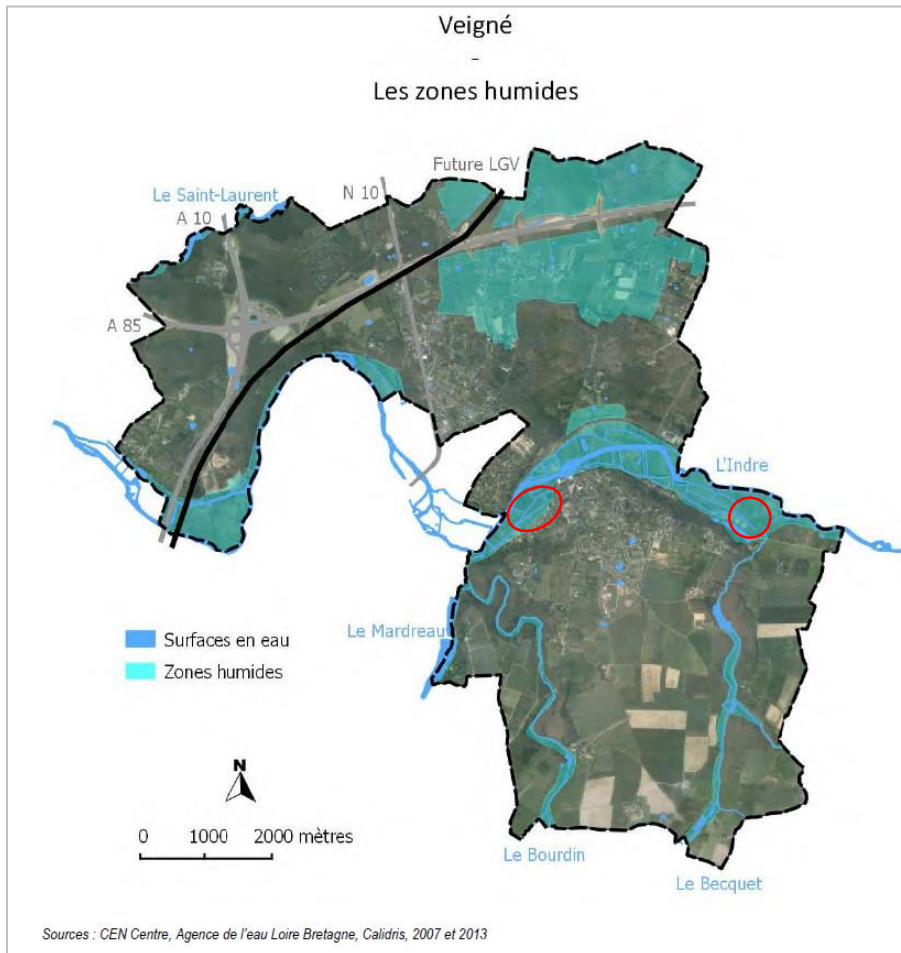 Veigné
-
Les zones humides
Future LGV
Le Saint-Laurent
N 10
A 10
A 85
L'Indre
Le Mardreau
Surfaces en eau
Zones humides
N
0 1000 2000 mètres
Le Bourdin
Le Becquet
Sources : CEN Centre, Agence de l'eau Loire Bretagne, Calidris, 2007 et 2013